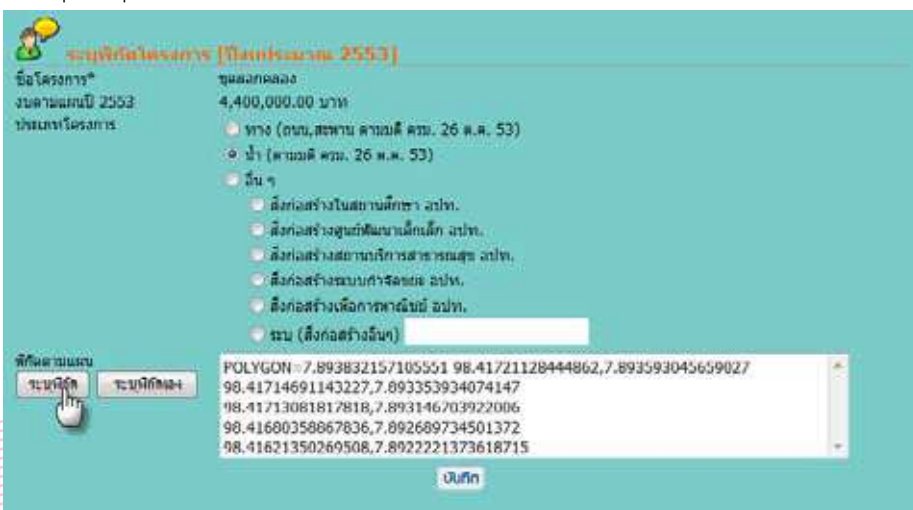 ระบุพิกัดโครงการ [ปีงบประมาณ 2553]
ชื่อโครงการ* ขุดลอกคลอง
งบตามแผนปี 2553 4,400,000.00 บาท
ประเภทโครงการ ทาง (ถนน,สะพาน ตามมติ ครม. 26 ต.ค. 53)
น้ำ (ตามมติ ครม. 26 พ.ค. 53)
อื่น ๆ
สิ่งก่อสร้างในสถานศึกษา อปท.
สิ่งก่อสร้างศูนย์พัฒนาเด็กเล็ก อปท.
สิ่งก่อสร้างสถานบริการสาธารณสุข อปท.
สิ่งก่อสร้างระบบกำจัดขยะ อปท.
สิ่งก่อสร้างเพื่อการพาณิชย์ อปท.
ระบุ (สิ่งก่อสร้างอื่นๆ)
พิกัดตามแผน
ระบุพิกัด ระบุพิกัดเอง
POLYGON=7.893832157105551 98.41721128444862,7.893593045659027
98.41714691143227,7.893353934074147
98.41713081817818,7.893146703922006
98.41680358867836,7.892689734501372
98.41621350269508,7.8922221373618715
บันทึก